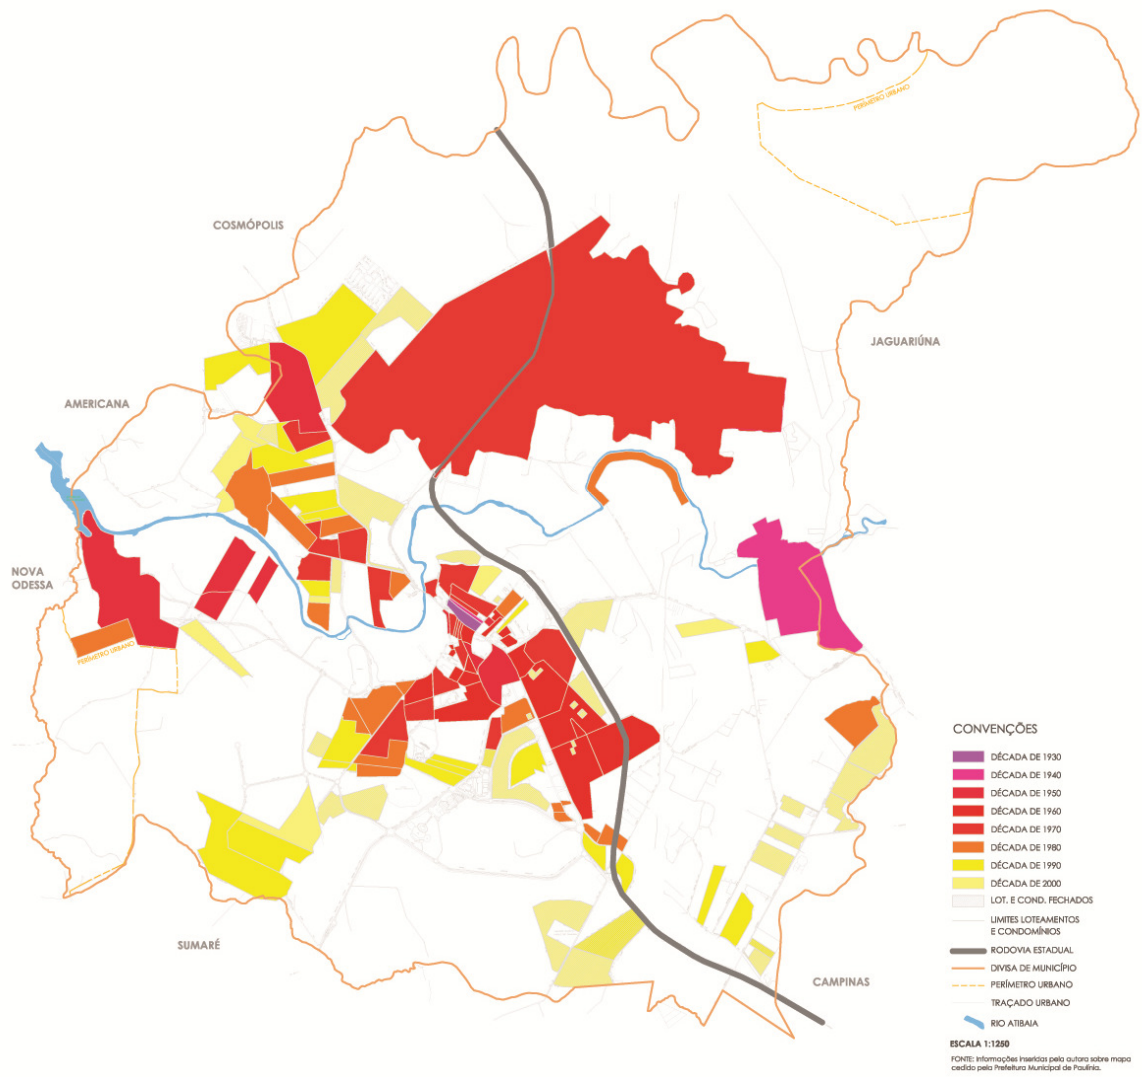 PERÍMETRO URBANO
COSMÓPOLIS
JAGUARIÚNA
AMERICANA
NOVA
ODESSA
PERÍMETRO URBANO
SUMARÉ
CAMPINAS
CONVENÇÕES
DÉCADA DE 1930
DÉCADA DE 1940
DÉCADA DE 1950
DÉCADA DE 1960
DÉCADA DE 1970
DÉCADA DE 1980
DÉCADA DE 1990
DÉCADA DE 2000
LOT. E COND. FECHADOS
LIMITES LOTEAMENTOS
E CONDOMÍNIOS
RODOVIA ESTADUAL
DIVISA DE MUNICÍPIO
PERÍMETRO URBANO
TRAÇADO URBANO
RIO ATIBAIA
ESCALA 1:1250
FONTE: Informações inseridas pela autora sobre mapa
cedido pela Prefeitura Municipal de Paulínia.